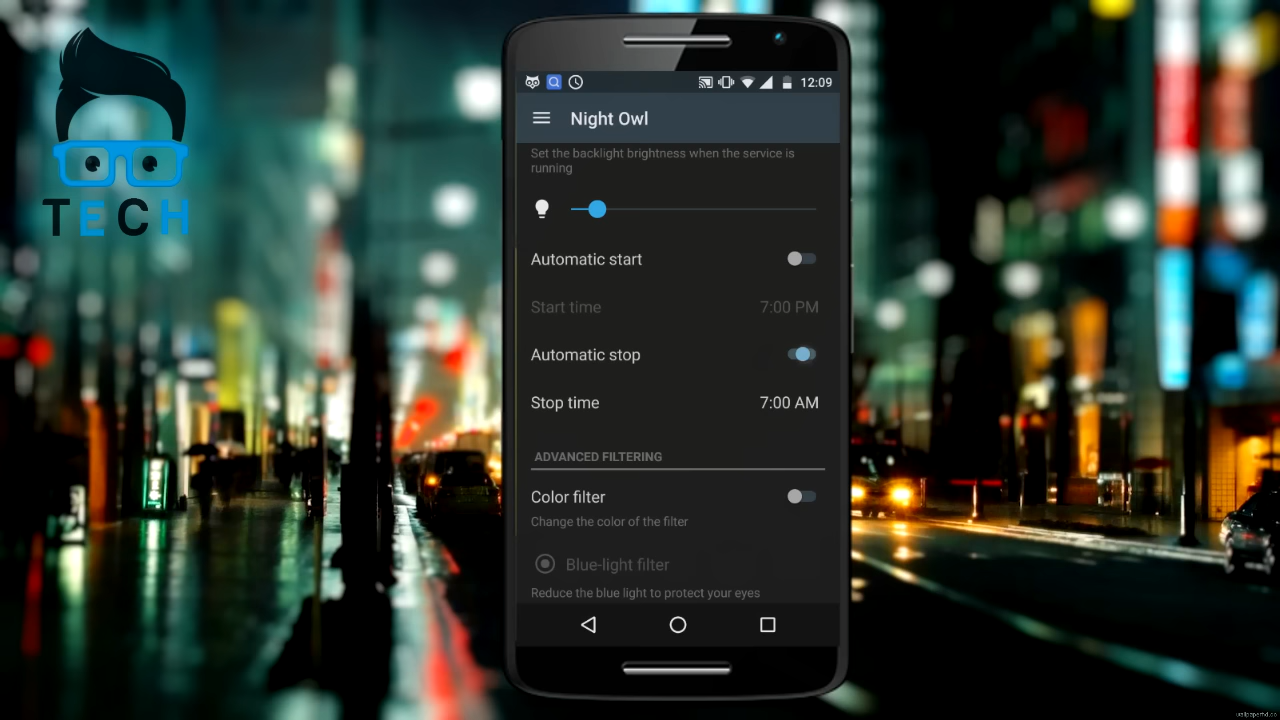 TECH
12:09
Night Owl
Set the backlight brightness when the service is
running
Automatic start
Start time 7:00 PM
Automatic stop
Stop time 7:00 AM
ADVANCED FILTERING
Color filter
Change the color of the filter
Blue-light filter
Reduce the blue light to protect your eyes